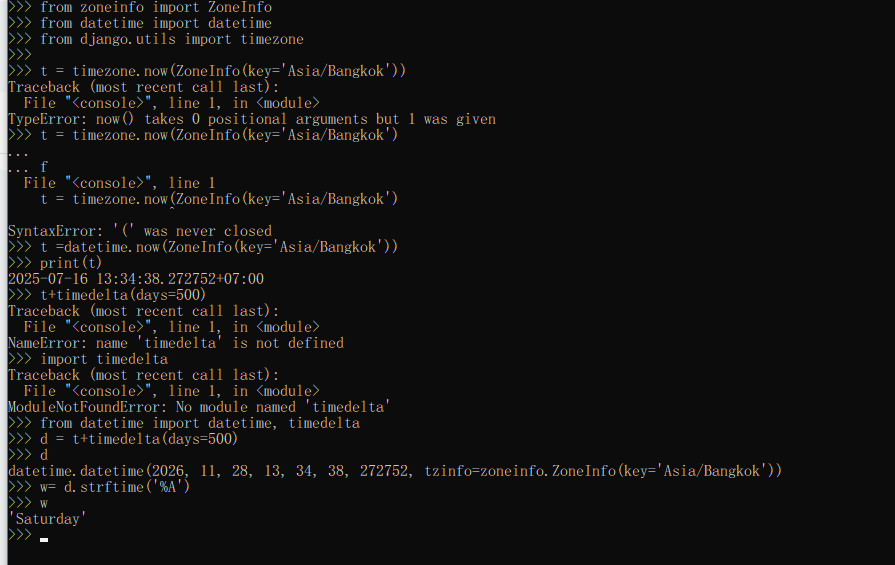 >>> from zoneinfo import ZoneInfo
>>> from datetime import datetime
>>> from django.utils import timezone
>>>
>>> t = timezone.now(ZoneInfo(key='Asia/Bangkok'))
Traceback (most recent call last):
  File "<console>", line 1, in <module>
TypeError: now() takes 0 positional arguments but 1 was given
>>> t = timezone.now(ZoneInfo(key='Asia/Bangkok')
...
... f
  File "<console>", line 1
    t = timezone.now(ZoneInfo(key='Asia/Bangkok')
                    ^
SyntaxError: '(' was never closed
>>> t =datetime.now(ZoneInfo(key='Asia/Bangkok'))
>>> print(t)
2025-07-16 13:34:38.272752+07:00
>>> t+timedelta(days=500)
Traceback (most recent call last):
  File "<console>", line 1, in <module>
NameError: name 'timedelta' is not defined
>>> import timedelta
Traceback (most recent call last):
  File "<console>", line 1, in <module>
ModuleNotFoundError: No module named 'timedelta'
>>> from datetime import datetime, timedelta
>>> d = t+timedelta(days=500)
>>> d
datetime.datetime(2026, 11, 28, 13, 34, 38, 272752, tzinfo=zoneinfo.ZoneInfo(key='Asia/Bangkok'))
>>> w= d.strftime('%A')
>>> w
'Saturday'
>>>